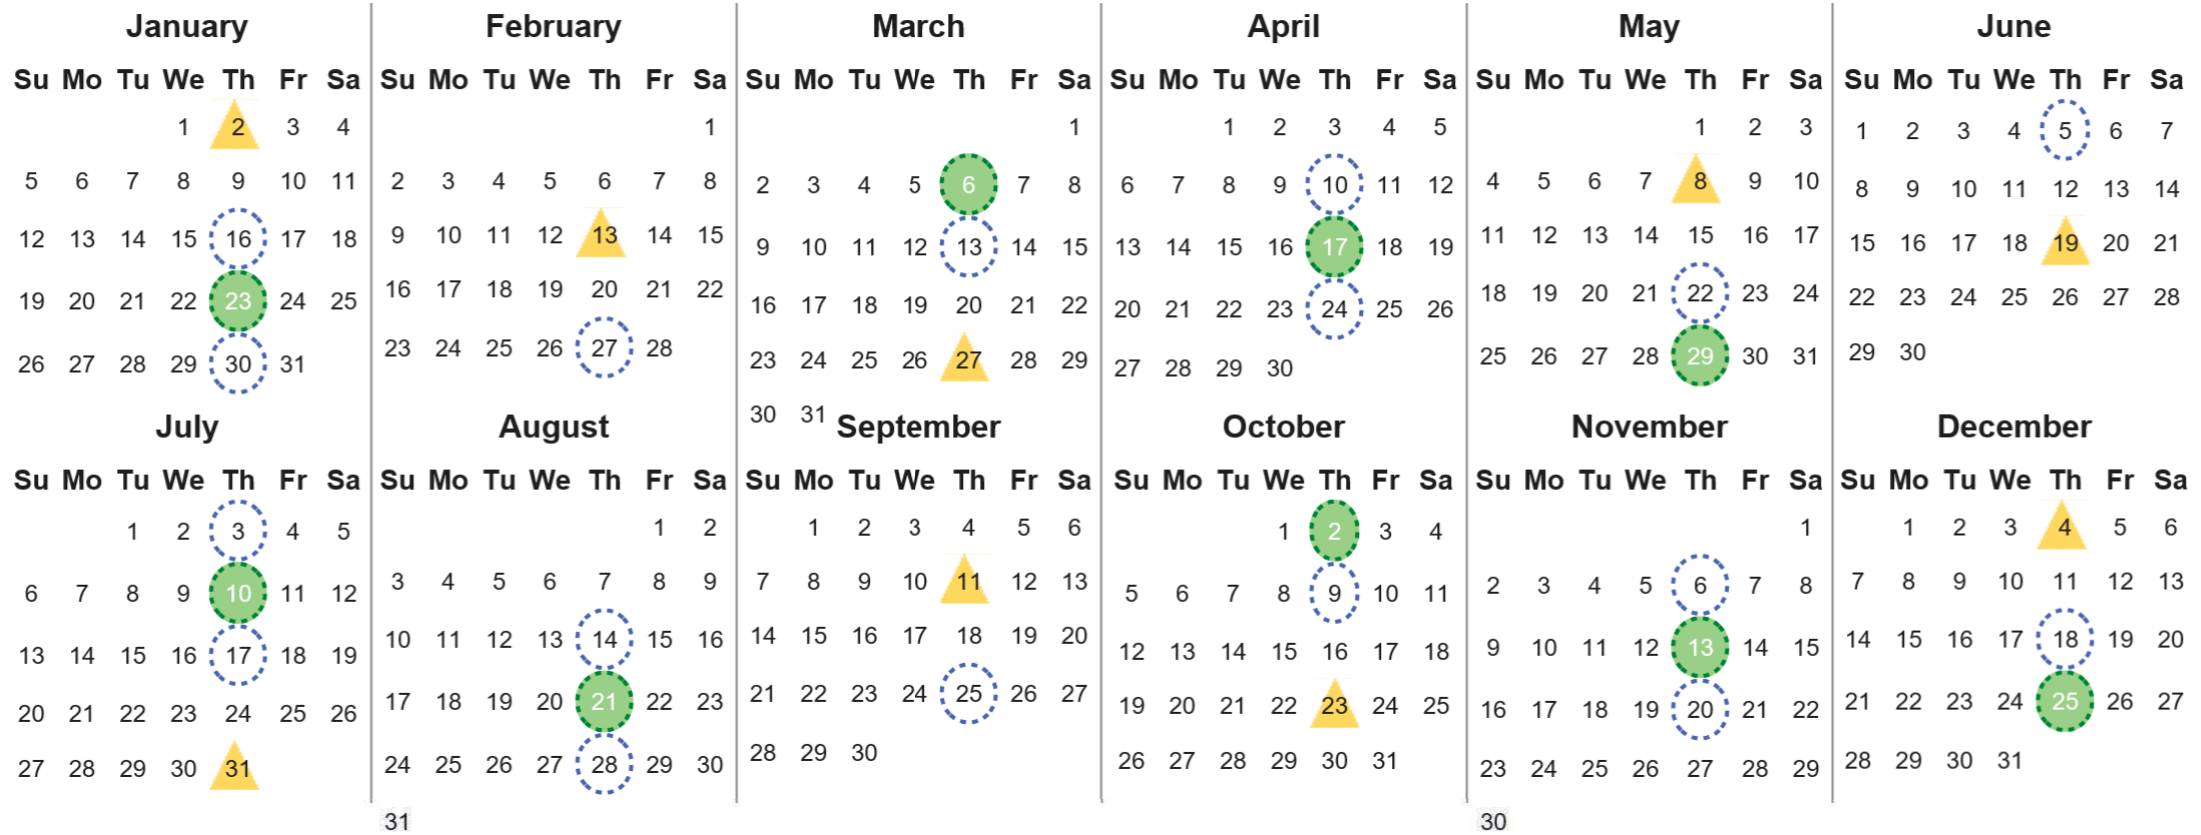 January
Su Mo Tu We Th Fr Sa
1 2 3 4
5 6 7 8 9 10 11
12 13 14 15 16 17 18
19 20 21 22 23 24 25
26 27 28 29 30 31
February
Su Mo Tu We Th Fr Sa
1
2 3 4 5 6 7 8
9 10 11 12 13 14 15
16 17 18 19 20 21 22
23 24 25 26 27 28
March
Su Mo Tu We Th Fr Sa
1
2 3 4 5 6 7 8
9 10 11 12 13 14 15
16 17 18 19 20 21 22
23 24 25 26 27 28 29
30 31
April
Su Mo Tu We Th Fr Sa
1 2 3 4 5
6 7 8 9 10 11 12
13 14 15 16 17 18 19
20 21 22 23 24 25 26
27 28 29 30
May
Su Mo Tu We Th Fr Sa
1 2 3
4 5 6 7 8 9 10
11 12 13 14 15 16 17
18 19 20 21 22 23 24
25 26 27 28 29 30 31
June
Su Mo Tu We Th Fr Sa
1 2 3 4 5 6 7
8 9 10 11 12 13 14
15 16 17 18 19 20 21
22 23 24 25 26 27 28
29 30
July
Su Mo Tu We Th Fr Sa
1 2 3 4 5
6 7 8 9 10 11 12
13 14 15 16 17 18 19
20 21 22 23 24 25 26
27 28 29 30 31
August
Su Mo Tu We Th Fr Sa
1 2
3 4 5 6 7 8 9
10 11 12 13 14 15 16
17 18 19 20 21 22 23
24 25 26 27 28 29 30
31
September
Su Mo Tu We Th Fr Sa
1 2 3 4 5 6
7 8 9 10 11 12 13
14 15 16 17 18 19 20
21 22 23 24 25 26 27
28 29 30
October
Su Mo Tu We Th Fr Sa
1 2 3 4
5 6 7 8 9 10 11
12 13 14 15 16 17 18
19 20 21 22 23 24 25
26 27 28 29 30 31
November
Su Mo Tu We Th Fr Sa
1
2 3 4 5 6 7 8
9 10 11 12 13 14 15
16 17 18 19 20 21 22
23 24 25 26 27 28 29
30
December
Su Mo Tu We Th Fr Sa
1 2 3 4 5 6
7 8 9 10 11 12 13
14 15 16 17 18 19 20
21 22 23 24 25 26 27
28 29 30 31